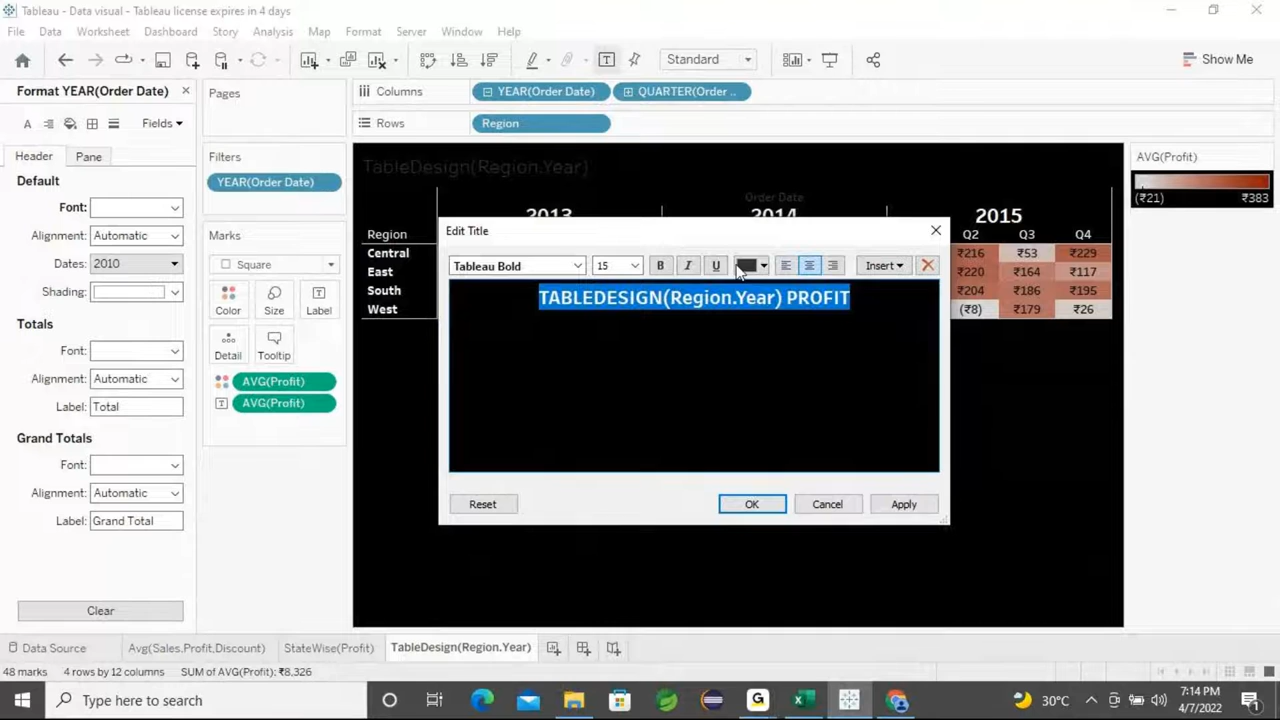 Tableau - Data visual - Tableau license expires in 4 days
File Data Worksheet Dashboard Story Analysis Map Format Server Window Help
Standard
Show Me
Format YEAR(Order Date)
Fields
Header Pane
Default
Font:
Alignment: Automatic
Dates: 2010
Shading:
Totals
Font:
Alignment: Automatic
Label: Total
Grand Totals
Font:
Alignment: Automatic
Label: Grand Total
Clear
Pages
Filters
YEAR(Order Date)
Marks
Square
Color Size Label
Detail Tooltip
AVG(Profit)
AVG(Profit)
Columns YEAR(Order Date) QUARTER(Order ..
Rows Region
TableDesign(Region.Year)
Order Date
2013 2014 2015
Region Q2 Q3 Q4
Central ₹216 ₹53 ₹229
East ₹220 ₹164 ₹117
South ₹204 ₹186 ₹195
West (₹8) ₹179 ₹26
AVG(Profit)
(₹21) ₹383
Edit Title
Tableau Bold 15 B I U Insert
TABLEDESIGN(Region.Year) PROFIT
Reset OK Cancel Apply
Data Source Avg(Sales.Profit,Discount) StateWise(Profit) TableDesign(Region.Year)
48 marks 4 rows by 12 columns SUM of AVG(Profit): ₹8,326
Type here to search
30°C
7:14 PM
4/7/2022